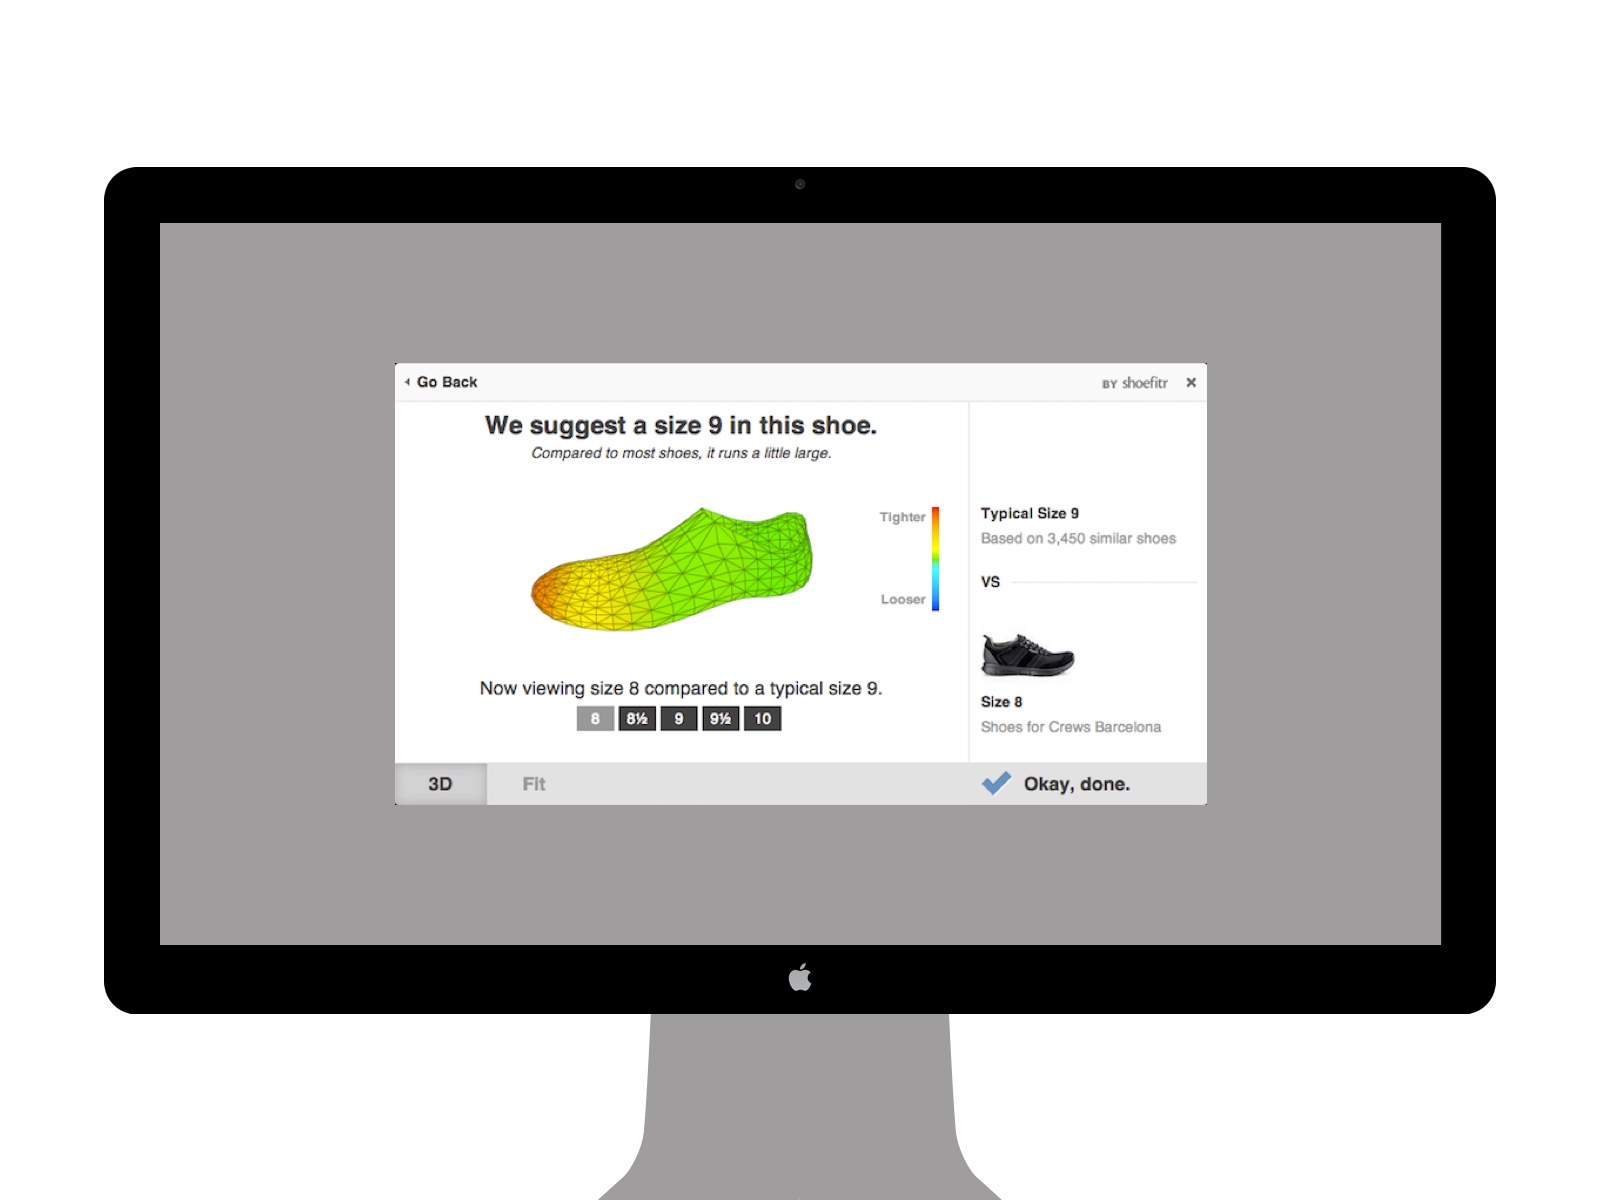 Go Back
BY shoefitr
We suggest a size 9 in this shoe.
Compared to most shoes, it runs a little large.
Tighter
Looser
Now viewing size 8 compared to a typical size 9.
8 8½ 9 9½ 10
Typical Size 9
Based on 3,450 similar shoes
VS
Size 8
Shoes for Crews Barcelona
3D Fit
Okay, done.